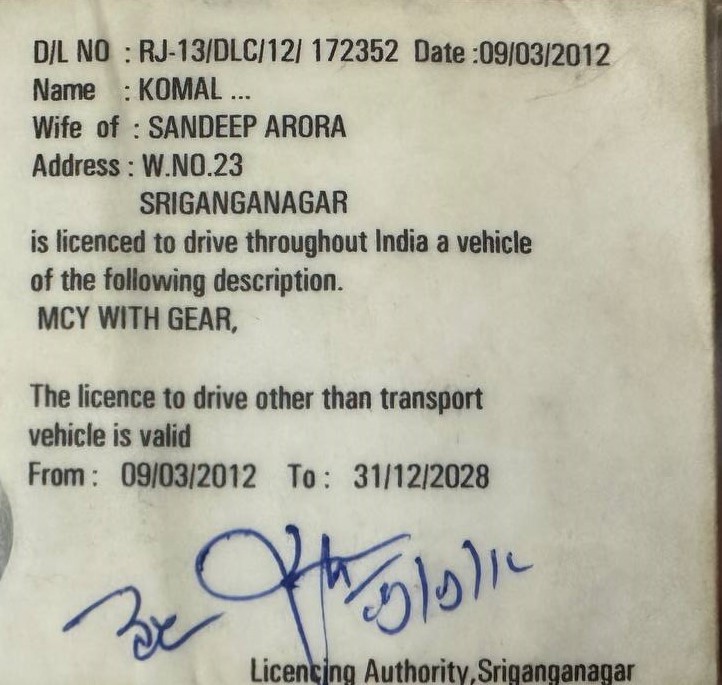 D/L NO : RJ-13/DLC/12/ 172352 Date :09/03/2012
Name : KOMAL ...
Wife of : SANDEEP ARORA
Address : W.NO.23
SRIGANGANAGAR
is licenced to drive throughout India a vehicle
of the following description.
MCY WITH GEAR,
The licence to drive other than transport
vehicle is valid
From : 09/03/2012 To : 31/12/2028
Licencing Authority,Sriganganagar